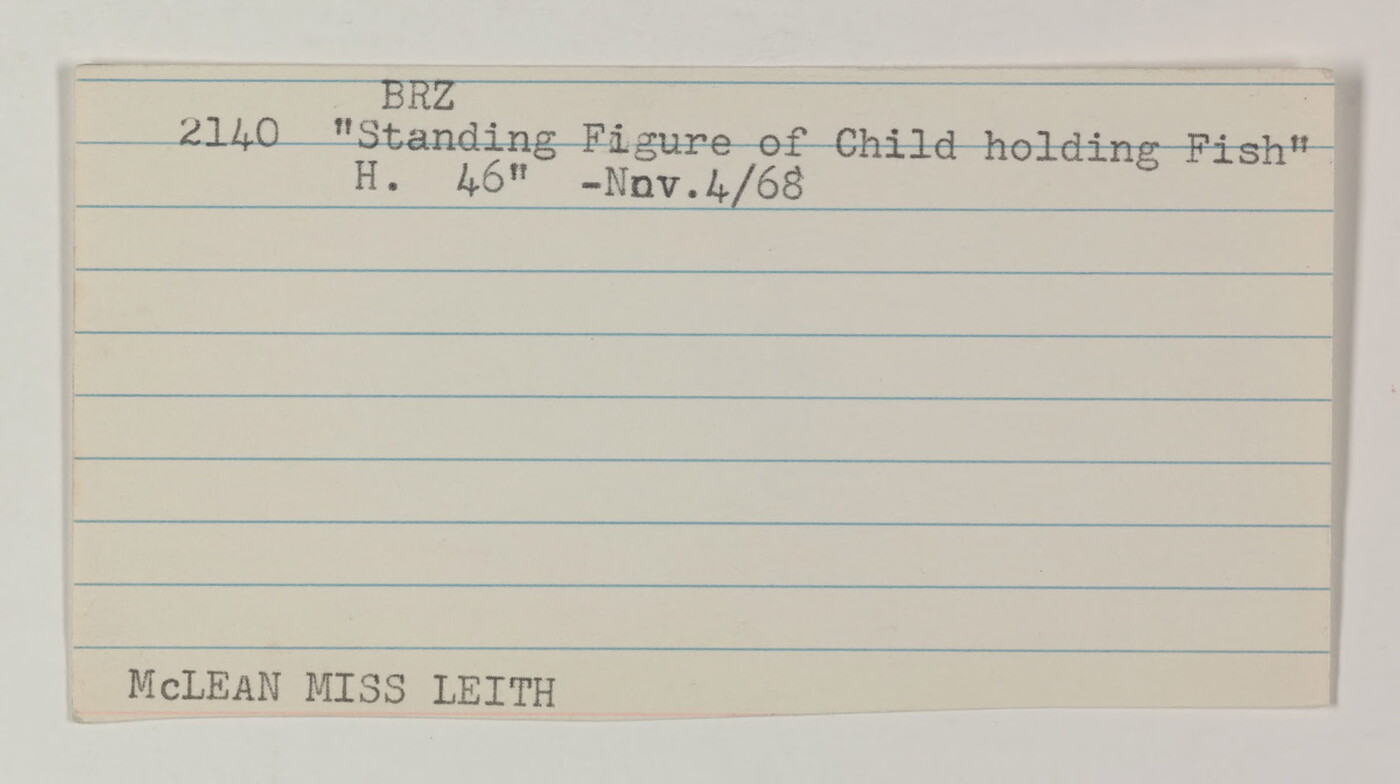 BRZ
2140 "Standing Figure of Child holding Fish"
H. 46" -Nov.4/68
McLEAN MISS LEITH